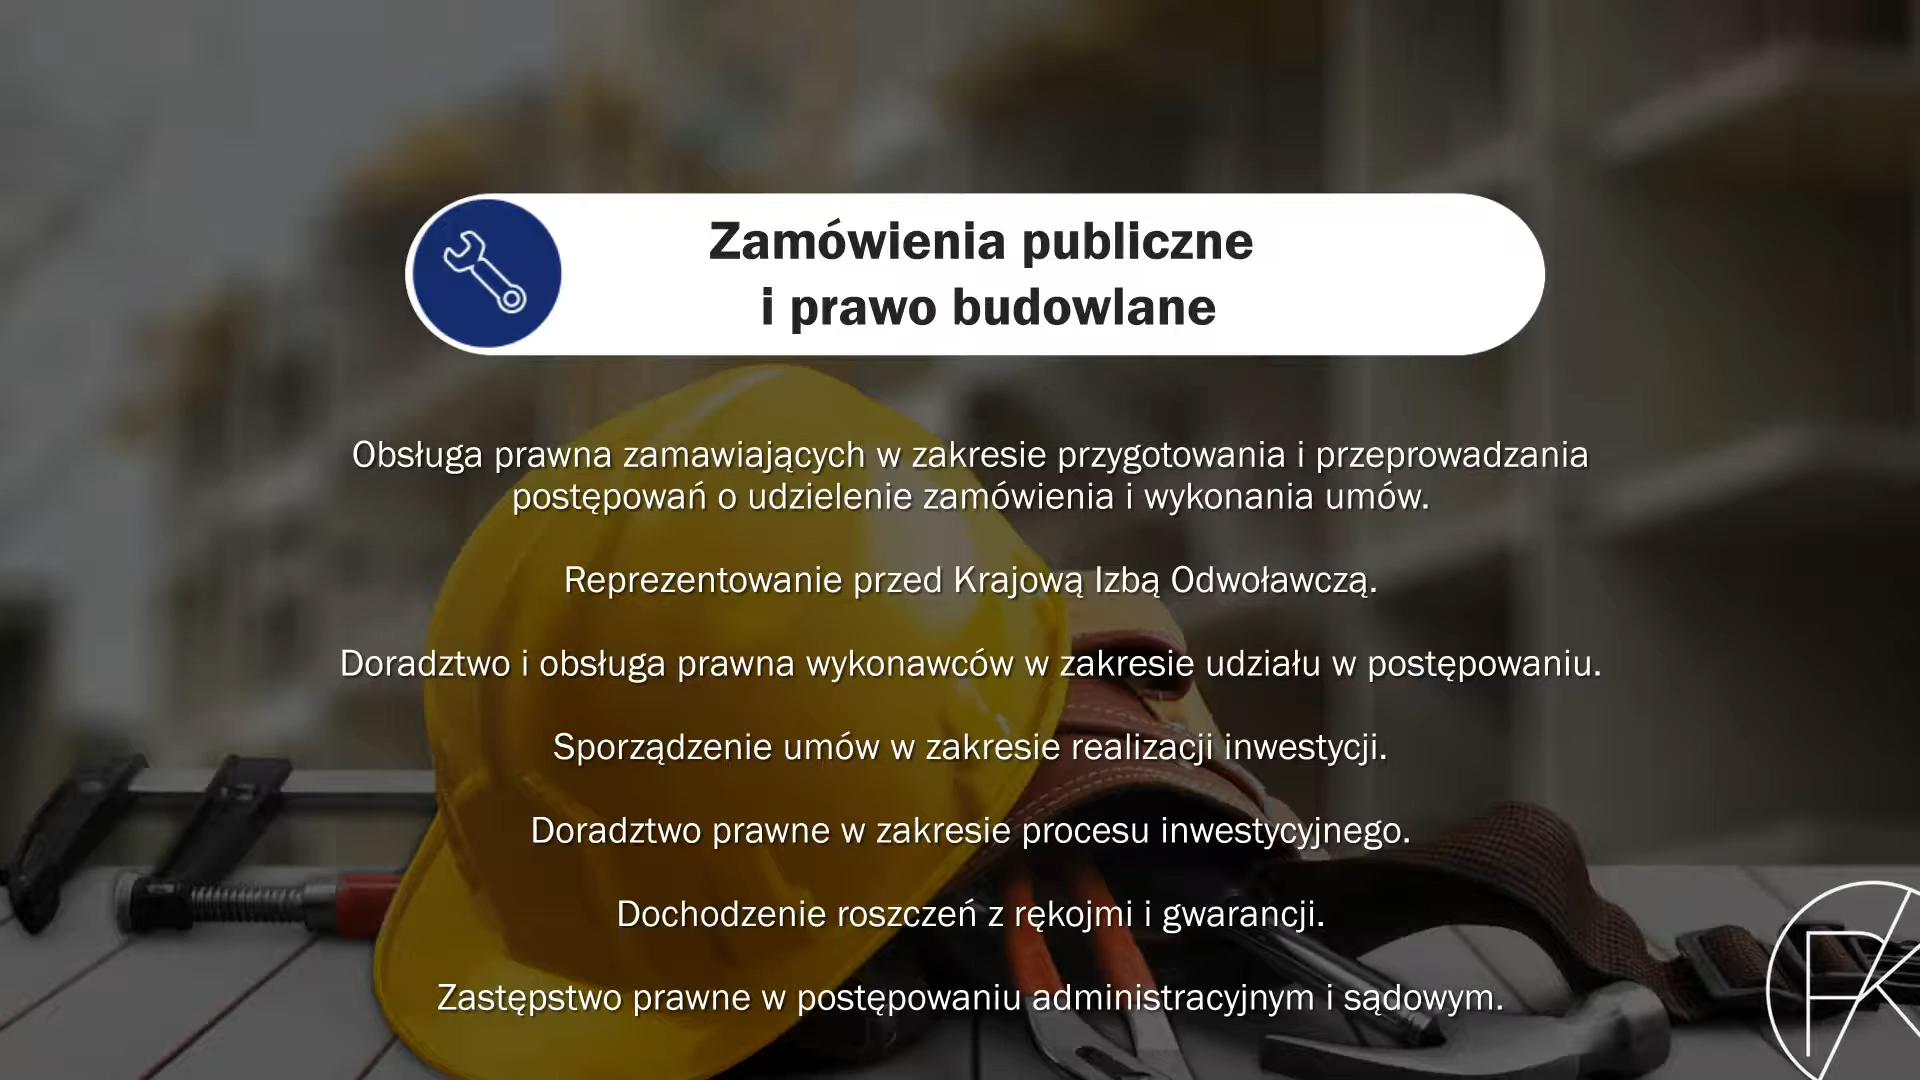 Zamówienia publiczne
i prawo budowlane
Obsługa prawna zamawiających w zakresie przygotowania i przeprowadzania
postępowań o udzielenie zamówienia i wykonania umów.
Reprezentowanie przed Krajową Izbą Odwoławczą.
Doradztwo i obsługa prawna wykonawców w zakresie udziału w postępowaniu.
Sporządzenie umów w zakresie realizacji inwestycji.
Doradztwo prawne w zakresie procesu inwestycyjnego.
Dochodzenie roszczeń z rękojmi i gwarancji.
Zastępstwo prawne w postępowaniu administracyjnym i sądowym.